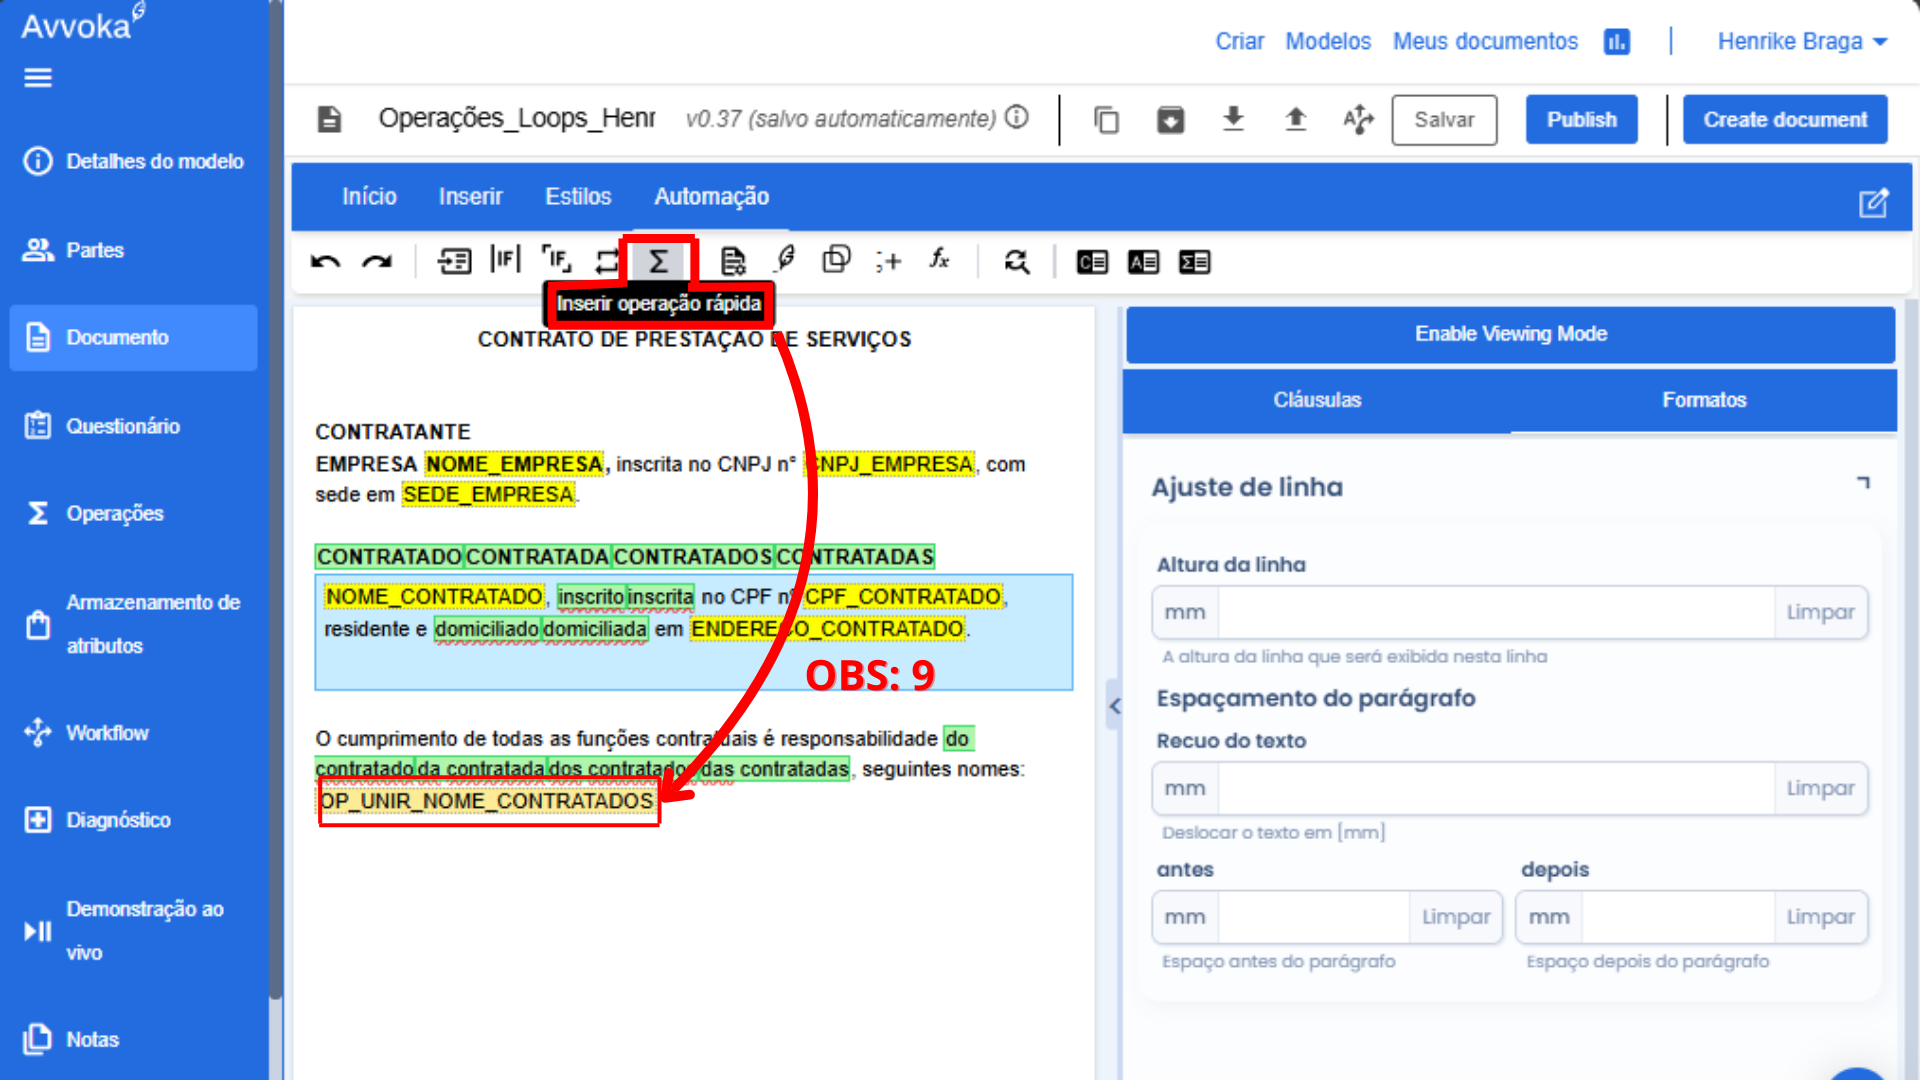 Avvoka
Criar Modelos Meus documentos Henrike Braga
Operações_Loops_Henr v0.37 (salvo automaticamente) Salvar Publish Create document
Detalhes do modelo
Partes
Documento
Questionário
Operações
Armazenamento de
atributos
Workflow
Diagnóstico
Demonstração ao
vivo
Notas
Início Inserir Estilos Automação
IF IF Σ fx
Inserir operação rápida
CONTRATO DE PRESTAÇÃO DE SERVIÇOS
CONTRATANTE
EMPRESA NOME_EMPRESA, inscrita no CNPJ n° CNPJ_EMPRESA, com
sede em SEDE_EMPRESA.
CONTRATADO CONTRATADA CONTRATADOS CONTRATADAS
NOME_CONTRATADO, inscrito inscrita no CPF n° CPF_CONTRATADO,
residente e domiciliado domiciliada em ENDERECO_CONTRATADO.
OBS: 9
O cumprimento de todas as funções contratuais é responsabilidade do
contratado da contratada dos contratados das contratadas, seguintes nomes:
OP_UNIR_NOME_CONTRATADOS
Enable Viewing Mode
Cláusulas Formatos
Ajuste de linha
Altura da linha
mm Limpar
A altura da linha que será exibida nesta linha
Espaçamento do parágrafo
Recuo do texto
mm Limpar
Deslocar o texto em [mm]
antes depois
mm Limpar mm Limpar
Espaço antes do parágrafo Espaço depois do parágrafo